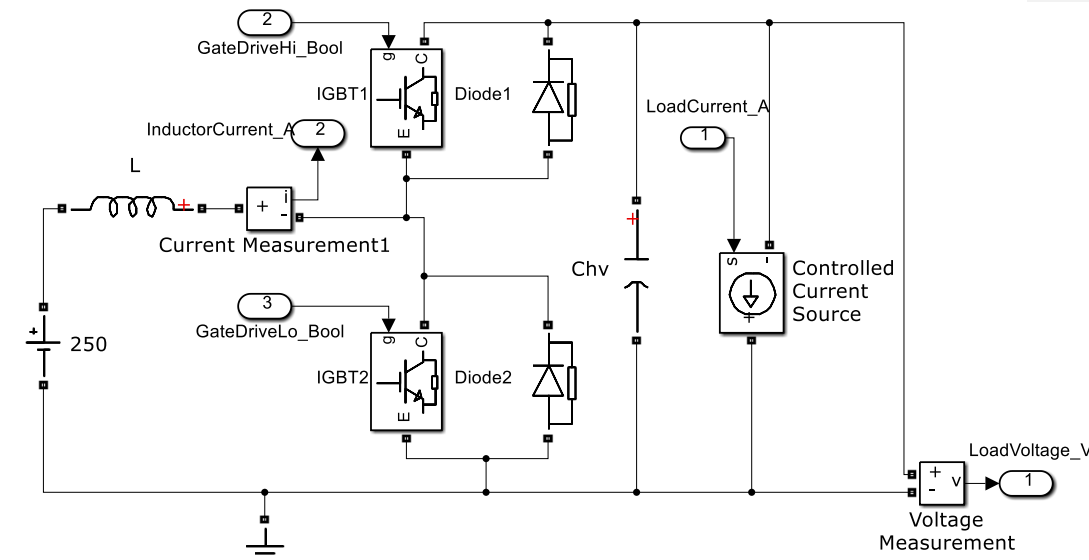 2
GateDriveHi_Bool
g
C
IGBT1
Diode1
E
LoadCurrent_A
1
InductorCurrent_A
2
L
+
+
i
-
Current Measurement1
+
Chv
s
-
+
Controlled
Current
Source
3
GateDriveLo_Bool
g
C
+
250
IGBT2
Diode2
E
LoadVoltage_V
+
-
v
1
Voltage
Measurement